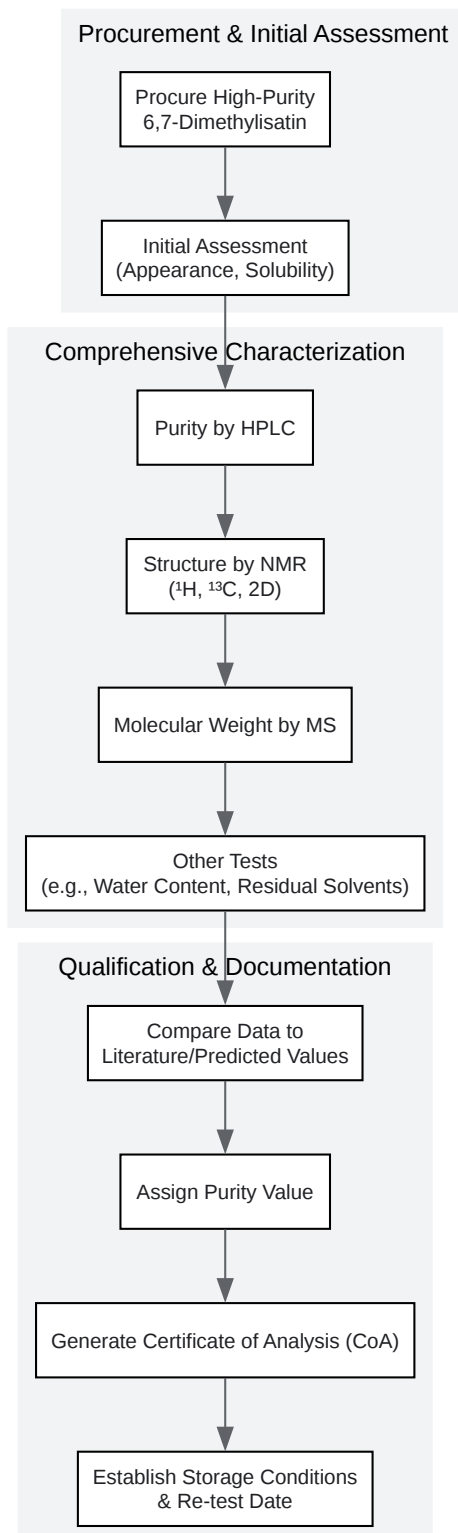 Procurement & Initial Assessment
Procure High-Purity
6,7-Dimethylisatin
Initial Assessment
(Appearance, Solubility)
Comprehensive Characterization
Purity by HPLC
Structure by NMR
(¹H, ¹³C, 2D)
Molecular Weight by MS
Other Tests
(e.g., Water Content, Residual Solvents)
Qualification & Documentation
Compare Data to
Literature/Predicted Values
Assign Purity Value
Generate Certificate of Analysis (CoA)
Establish Storage Conditions
& Re-test Date